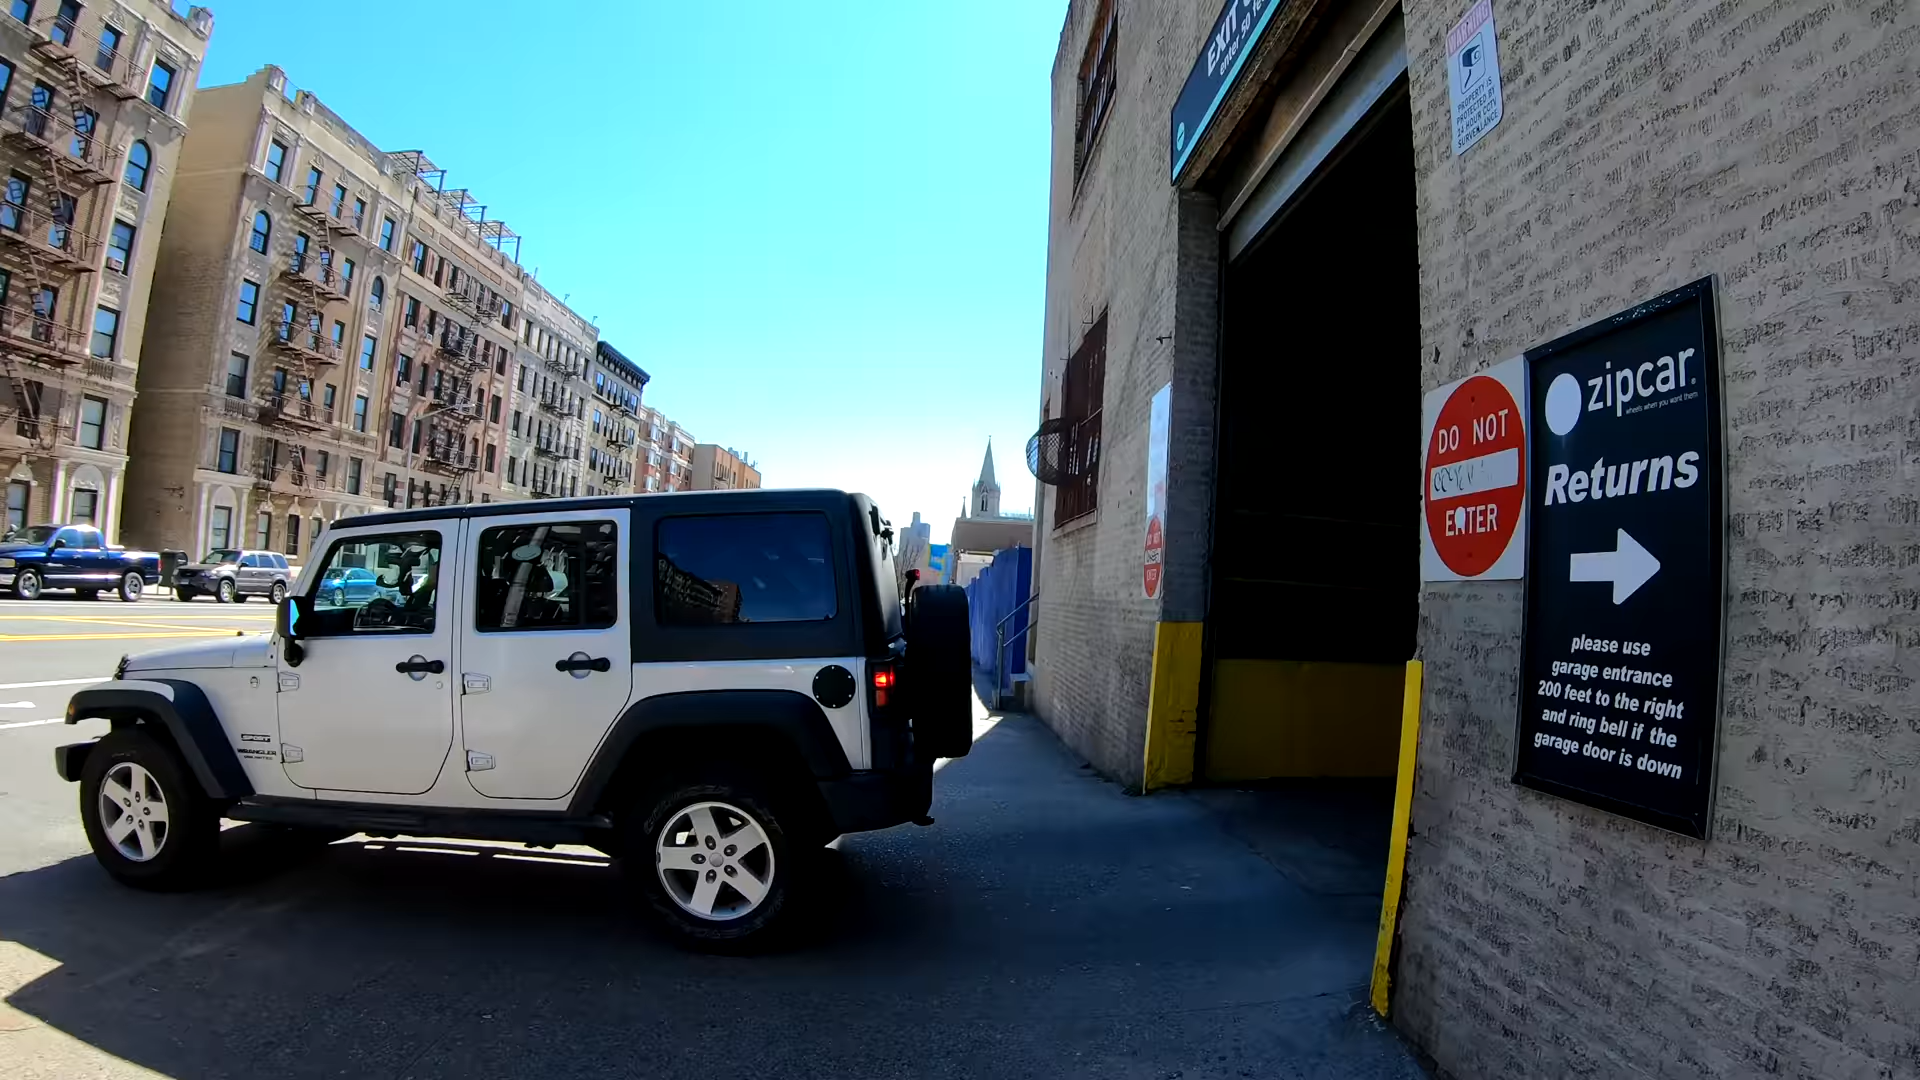 EXIT
enter 50 fe
WARNING
PROPERTY IS
PROTECTED BY
24 HOUR CCTV
SURVEILLANCE
DO NOT
ENTER
zipcar
wheels when you want them
Returns
please use
garage entrance
200 feet to the right
and ring bell if the
garage door is down
DO NOT
ENTER
SPORT
WRANGLER
UNLIMITED